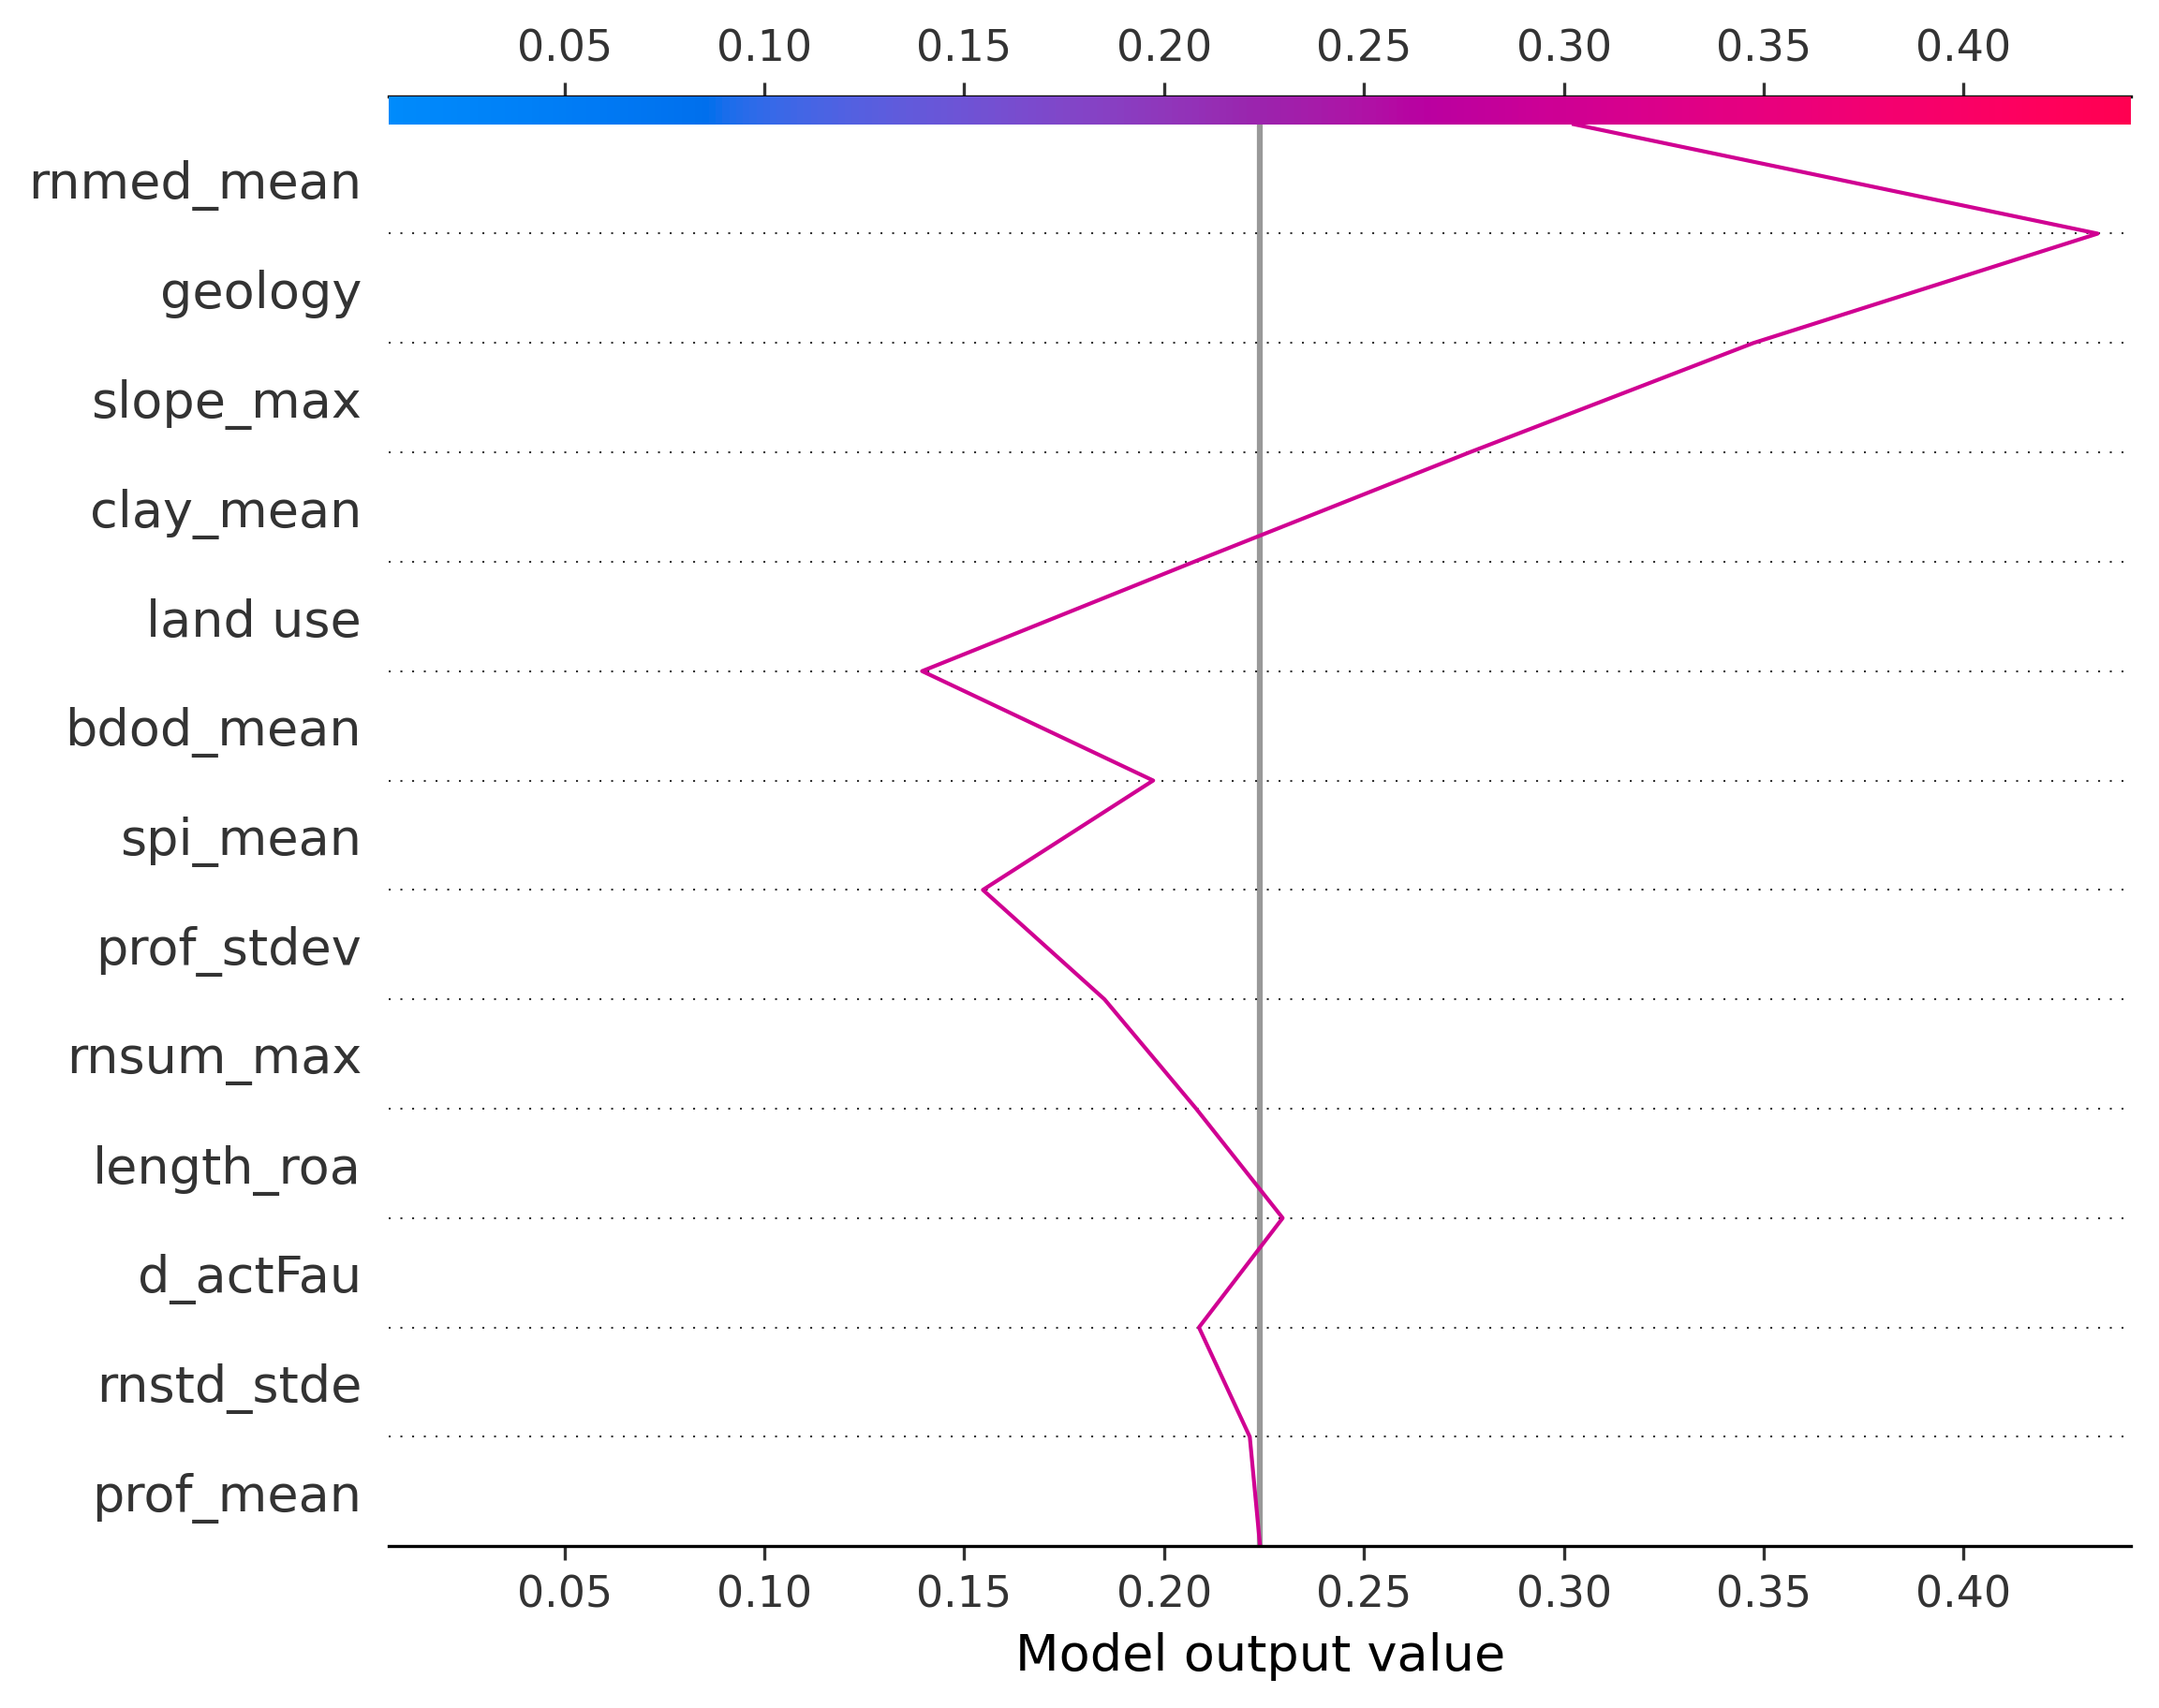 0.05 0.10 0.15 0.20 0.25 0.30 0.35 0.40
rnmed_mean
geology
slope_max
clay_mean
land use
bdod_mean
spi_mean
prof_stdev
rnsum_max
length_roa
d_actFau
rnstd_stde
prof_mean
0.05 0.10 0.15 0.20 0.25 0.30 0.35 0.40
Model output value